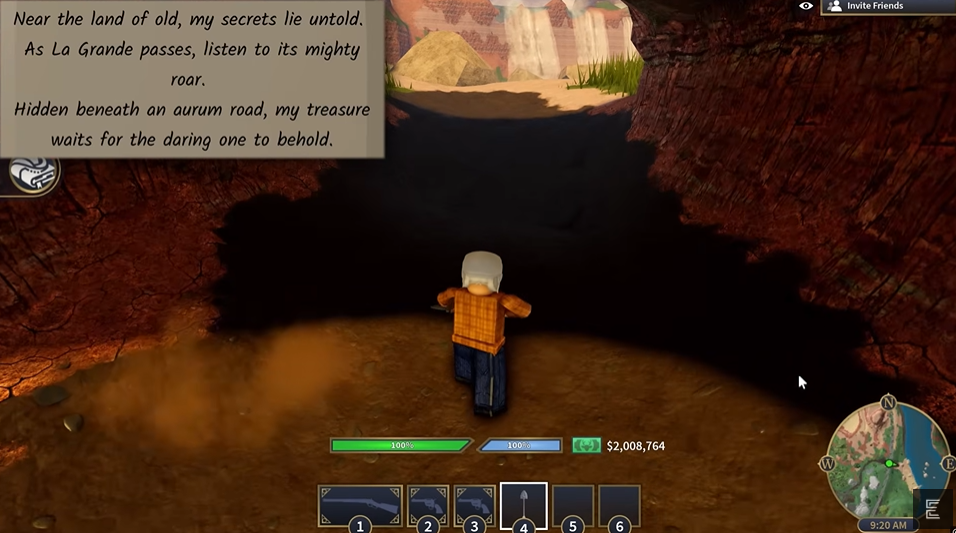 Near the land of old, my secrets lie untold.
As La Grande passes, listen to its mighty
roar.
Hidden beneath an aurum road, my treasure
waits for the daring one to behold.
Invite Friends
N
W
E
100%
100%
$2,008,764
1
2
3
4
5
6
9:20 AM
E